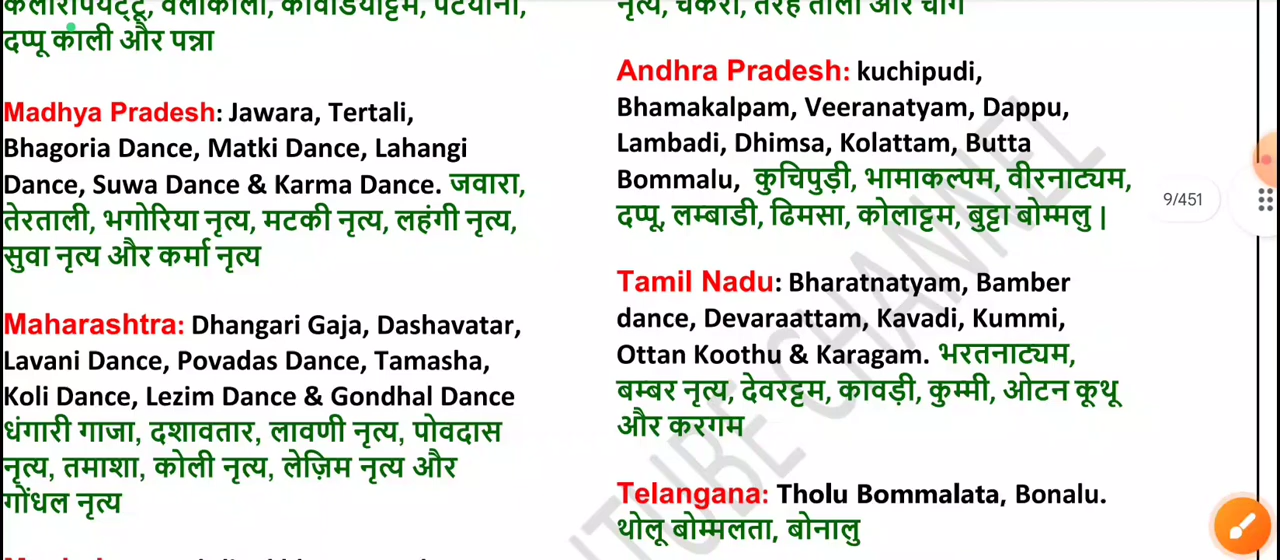 दप्पू काली और पन्ना
Madhya Pradesh: Jawara, Tertali,
Bhagoria Dance, Matki Dance, Lahangi
Dance, Suwa Dance & Karma Dance. जवारा,
तेरताली, भगोरिया नृत्य, मटकी नृत्य, लहंगी नृत्य,
सुवा नृत्य और कर्मा नृत्य
Maharashtra: Dhangari Gaja, Dashavatar,
Lavani Dance, Povadas Dance, Tamasha,
Koli Dance, Lezim Dance & Gondhal Dance
धंगारी गाजा, दशावतार, लावणी नृत्य, पोवदास
नृत्य, तमाशा, कोली नृत्य, लेज़िम नृत्य और
गोंधल नृत्य
Andhra Pradesh: kuchipudi,
Bhamakalpam, Veeranatyam, Dappu,
Lambadi, Dhimsa, Kolattam, Butta
Bommalu, कुचिपुड़ी, भामाकल्पम, वीरनाट्यम,
दप्पू, लम्बाडी, ढिमसा, कोलाट्टम, बुट्टा बोम्मलु |
Tamil Nadu: Bharatnatyam, Bamber
dance, Devaraattam, Kavadi, Kummi,
Ottan Koothu & Karagam. भरतनाट्यम,
बम्बर नृत्य, देवरट्टम, कावड़ी, कुम्मी, ओटन कूथू
और करगम
Telangana: Tholu Bommalata, Bonalu.
थोलू बोम्मलता, बोनालु
9/451
TUBE CHANNEL